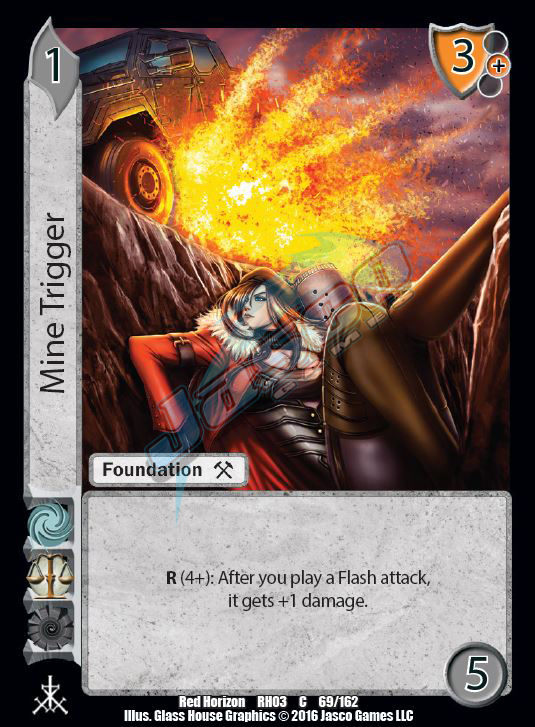 1
3
+
Mine Trigger
Foundation
R (4+): After you play a Flash attack,
it gets +1 damage.
5
Red Horizon RH03 C 69/162
Illus. Glass House Graphics © 2016 Jasco Games LLC